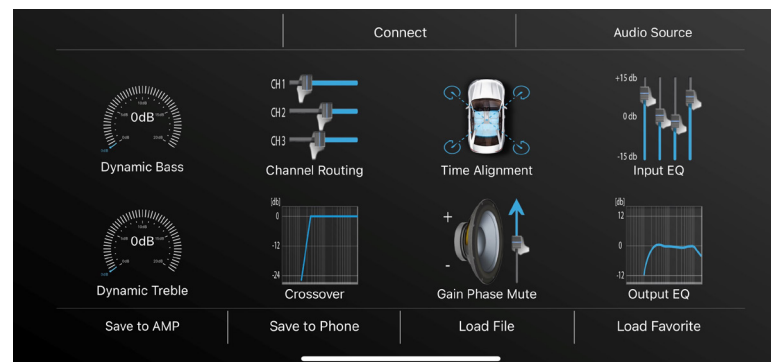 Connect
Audio Source
0dB
Dynamic Bass
CH1
CH2
CH3
Channel Routing
Time Alignment
+15 db
0 db
-15 db
Input EQ
0dB
Dynamic Treble
[db]
0
-12
-24
Crossover
+
-
Gain Phase Mute
[db]
12
0
-12
Output EQ
Save to AMP
Save to Phone
Load File
Load Favorite